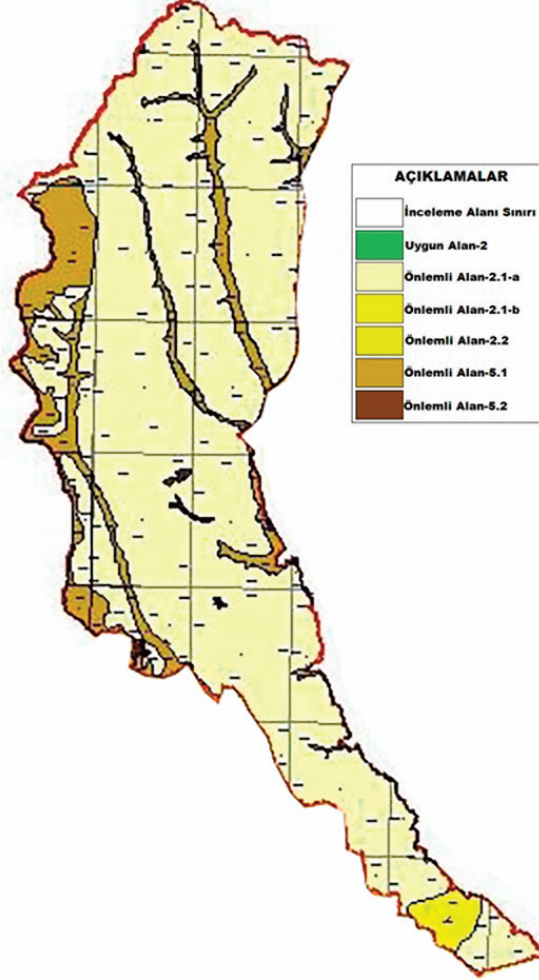 AÇIKLAMALAR
İnceleme Alanı Sınırı
Uygun Alan-2
Önlemli Alan-2.1-a
Önlemli Alan-2.1-b
Önlemli Alan-2.2
Önlemli Alan-5.1
Önlemli Alan-5.2